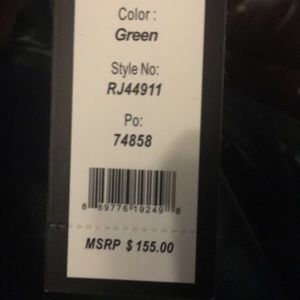 Color :
Green
Style No:
RJ44911
Po:
74858
8 89776 19249 8
MSRP $ 155.00